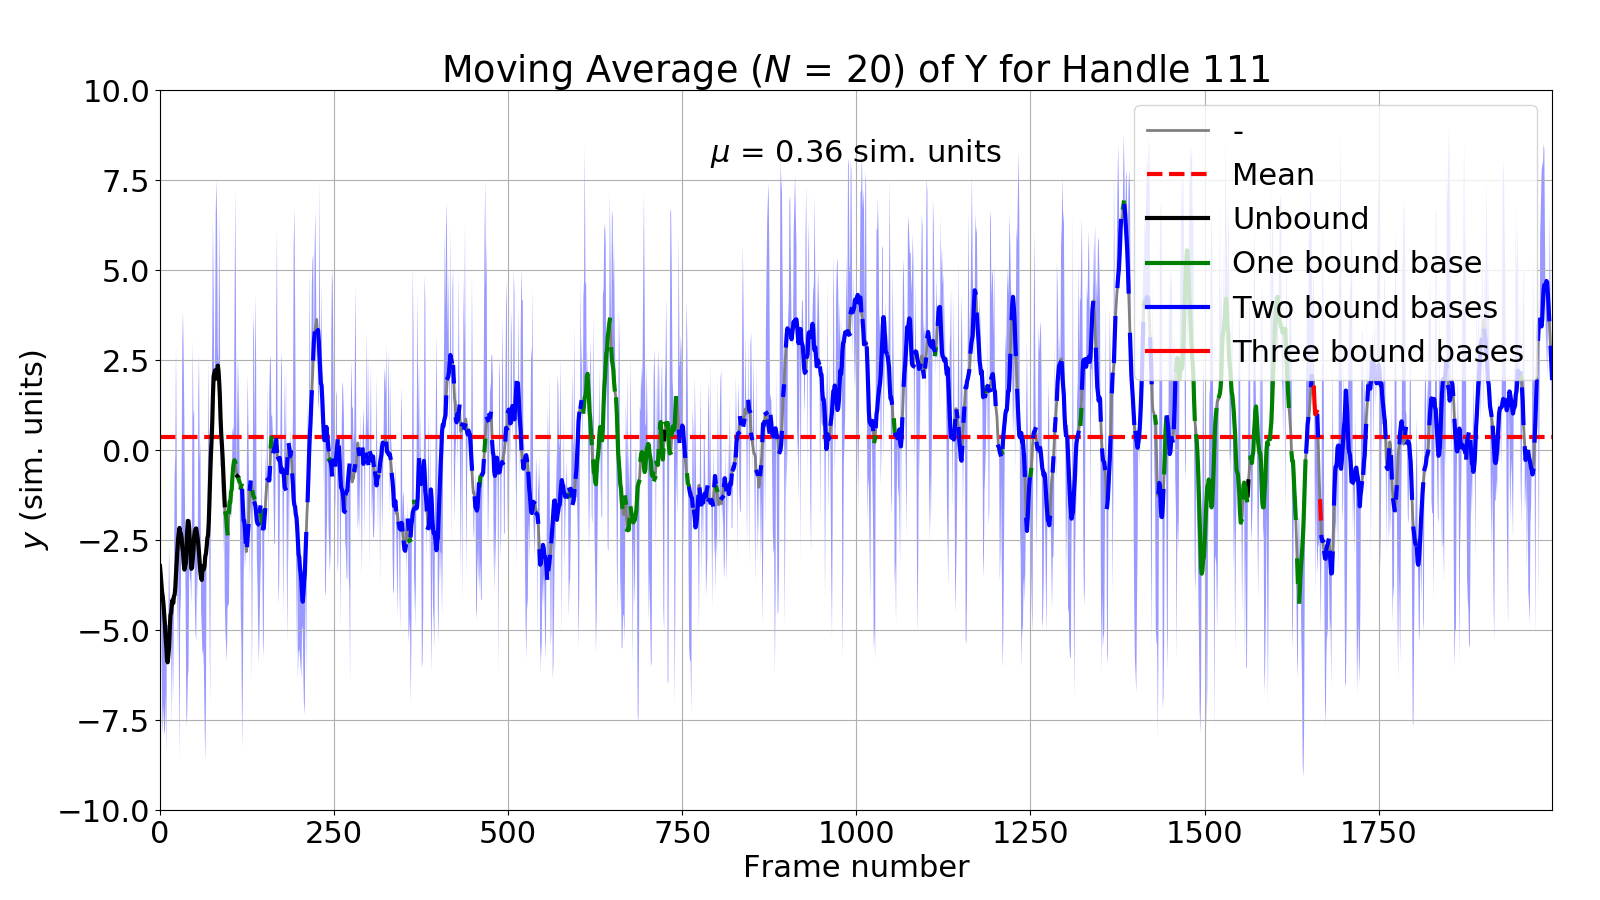 Moving Average (N = 20) of Y for Handle 111
μ = 0.36 sim. units
-
Mean
Unbound
One bound base
Two bound bases
Three bound bases
y (sim. units)
10.0
7.5
5.0
2.5
0.0
−2.5
−5.0
−7.5
−10.0
0 250 500 750 1000 1250 1500 1750
Frame number